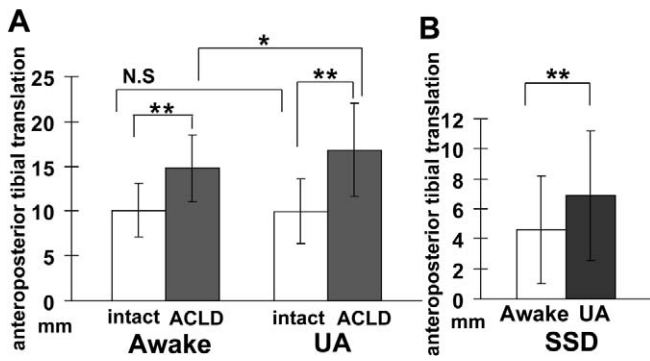 A
anteroposterior tibial translation
25
20
15
10
5
0
mm
N.S
**
*
**
intact ACLD intact ACLD
Awake UA
B
anteroposterior tibial translation
12
10
8
6
4
2
0
mm
**
Awake UA
SSD